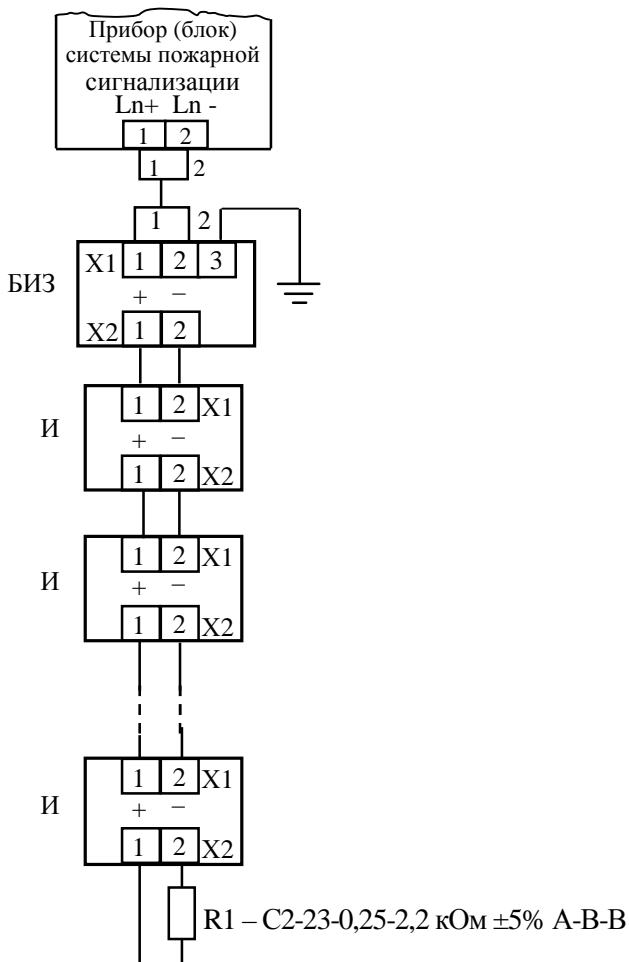 Прибор (блок)
системы пожарной
сигнализации
Ln+ Ln -
1 2
1 2
1 2
X1 1 2 3
БИЗ
+ −
X2 1 2
1 2 X1
И
+ −
1 2 X2
1 2 X1
И
+ −
1 2 X2
1 2 X1
И
+ −
1 2 X2
R1 – С2-23-0,25-2,2 кОм ±5% А-В-В